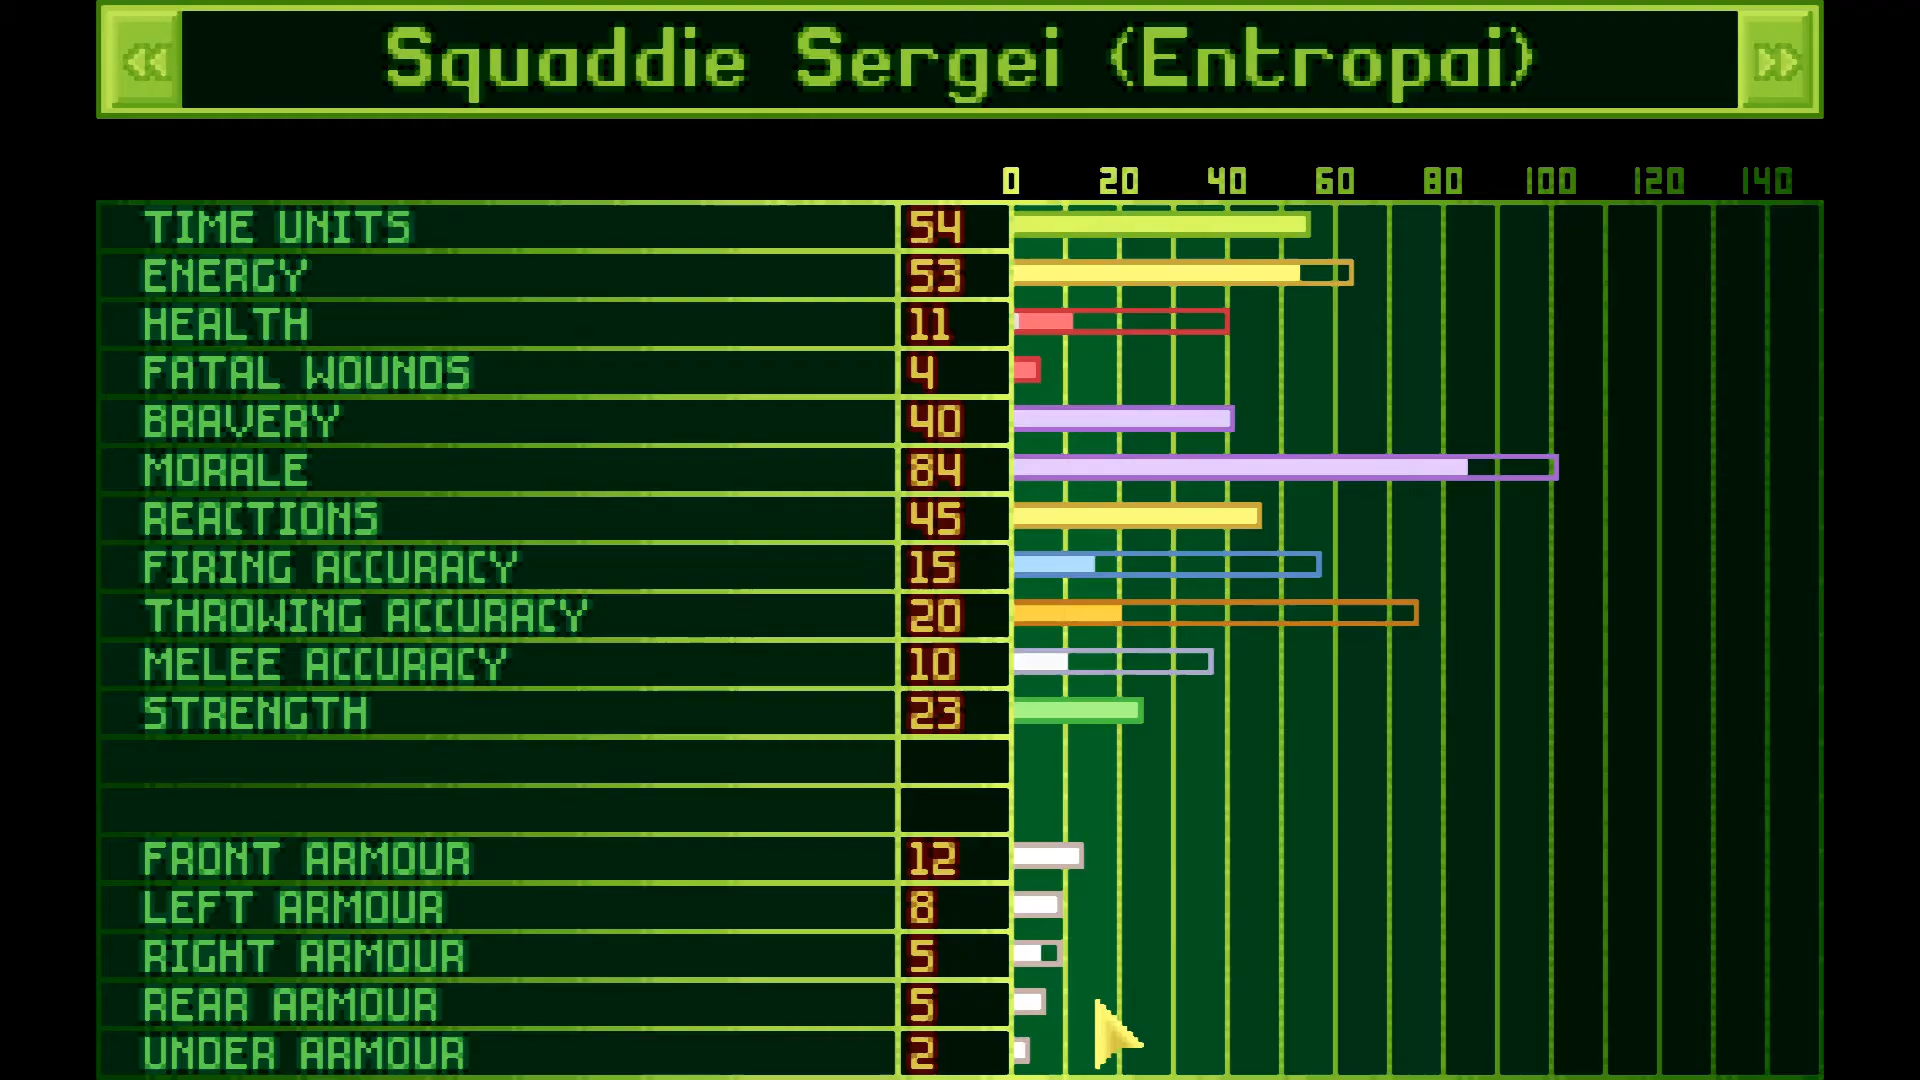 Squaddie Sergei (Entropai)
0 20 40 60 80 100 120 140
TIME UNITS 54
ENERGY 53
HEALTH 11
FATAL WOUNDS 4
BRAVERY 40
MORALE 84
REACTIONS 45
FIRING ACCURACY 15
THROWING ACCURACY 20
MELEE ACCURACY 10
STRENGTH 23
FRONT ARMOUR 12
LEFT ARMOUR 8
RIGHT ARMOUR 5
REAR ARMOUR 5
UNDER ARMOUR 2